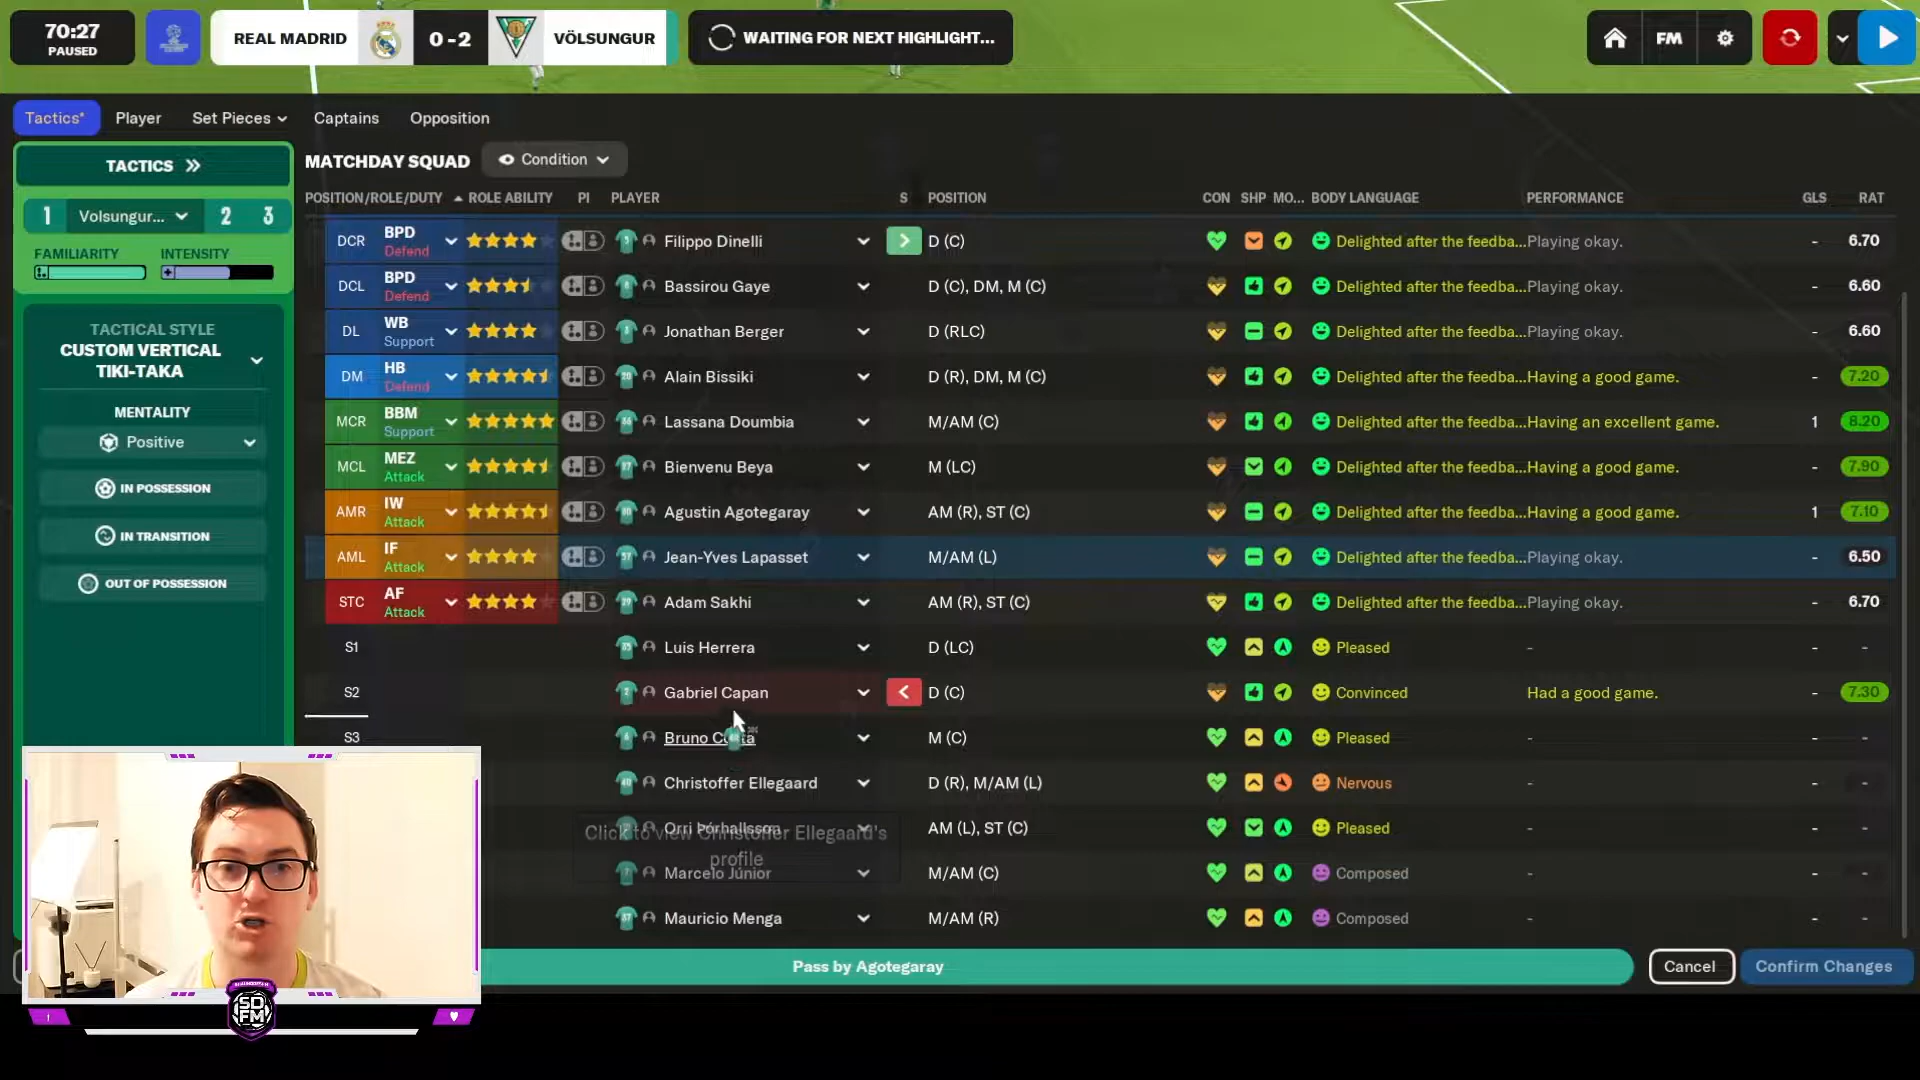 70:27
PAUSED
REAL MADRID
0 - 2
VÖLSUNGUR
WAITING FOR NEXT HIGHLIGHT...
FM
Tactics*
Player
Set Pieces
Captains
Opposition
TACTICS
MATCHDAY SQUAD
Condition
1 Volsungur... 2 3
FAMILIARITY INTENSITY
TACTICAL STYLE
CUSTOM VERTICAL
TIKI-TAKA
MENTALITY
Positive
IN POSSESSION
IN TRANSITION
OUT OF POSSESSION
POSITION/ROLE/DUTY ROLE ABILITY PI PLAYER S POSITION CON SHP MO... BODY LANGUAGE PERFORMANCE GLS RAT
DCR BPD Defend Filippo Dinelli D (C) Delighted after the feedba... Playing okay. - 6.70
DCL BPD Defend Bassirou Gaye D (C), DM, M (C) Delighted after the feedba... Playing okay. - 6.60
DL WB Support Jonathan Berger D (RLC) Delighted after the feedba... Playing okay. - 6.60
DM HB Defend Alain Bissiki D (R), DM, M (C) Delighted after the feedba... Having a good game. - 7.20
MCR BBM Support Lassana Doumbia M/AM (C) Delighted after the feedba... Having an excellent game. 1 8.20
MCL MEZ Attack Bienvenu Beya M (LC) Delighted after the feedba... Having a good game. - 7.90
AMR IW Attack Agustin Agotegaray AM (R), ST (C) Delighted after the feedba... Having a good game. 1 7.10
AML IF Attack Jean-Yves Lapasset M/AM (L) Delighted after the feedba... Playing okay. - 6.50
STC AF Attack Adam Sakhi AM (R), ST (C) Delighted after the feedba... Playing okay. - 6.70
S1 Luis Herrera D (LC) Pleased - - -
S2 Gabriel Capan D (C) Convinced Had a good game. - 7.30
S3 Bruno M (C) Pleased - - -
Christoffer Ellegaard D (R), M/AM (L) Nervous - - -
Orri Þórhallsson AM (L), ST (C) Pleased - - -
Click to view Christoffer Ellegaard's
profile
Marcelo Júnior M/AM (C) Composed - - -
Mauricio Menga M/AM (R) Composed - - -
Pass by Agotegaray
Cancel
Confirm Changes
SD
FM